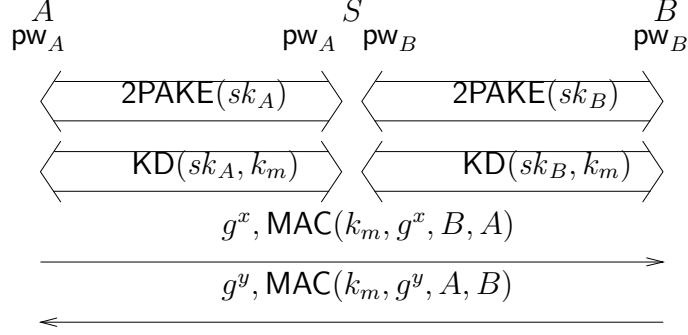 A S B
pw_A pw_A pw_B pw_B
2PAKE(sk_A) 2PAKE(sk_B)
KD(sk_A, k_m) KD(sk_B, k_m)
g^x, MAC(k_m, g^x, B, A)
g^y, MAC(k_m, g^y, A, B)